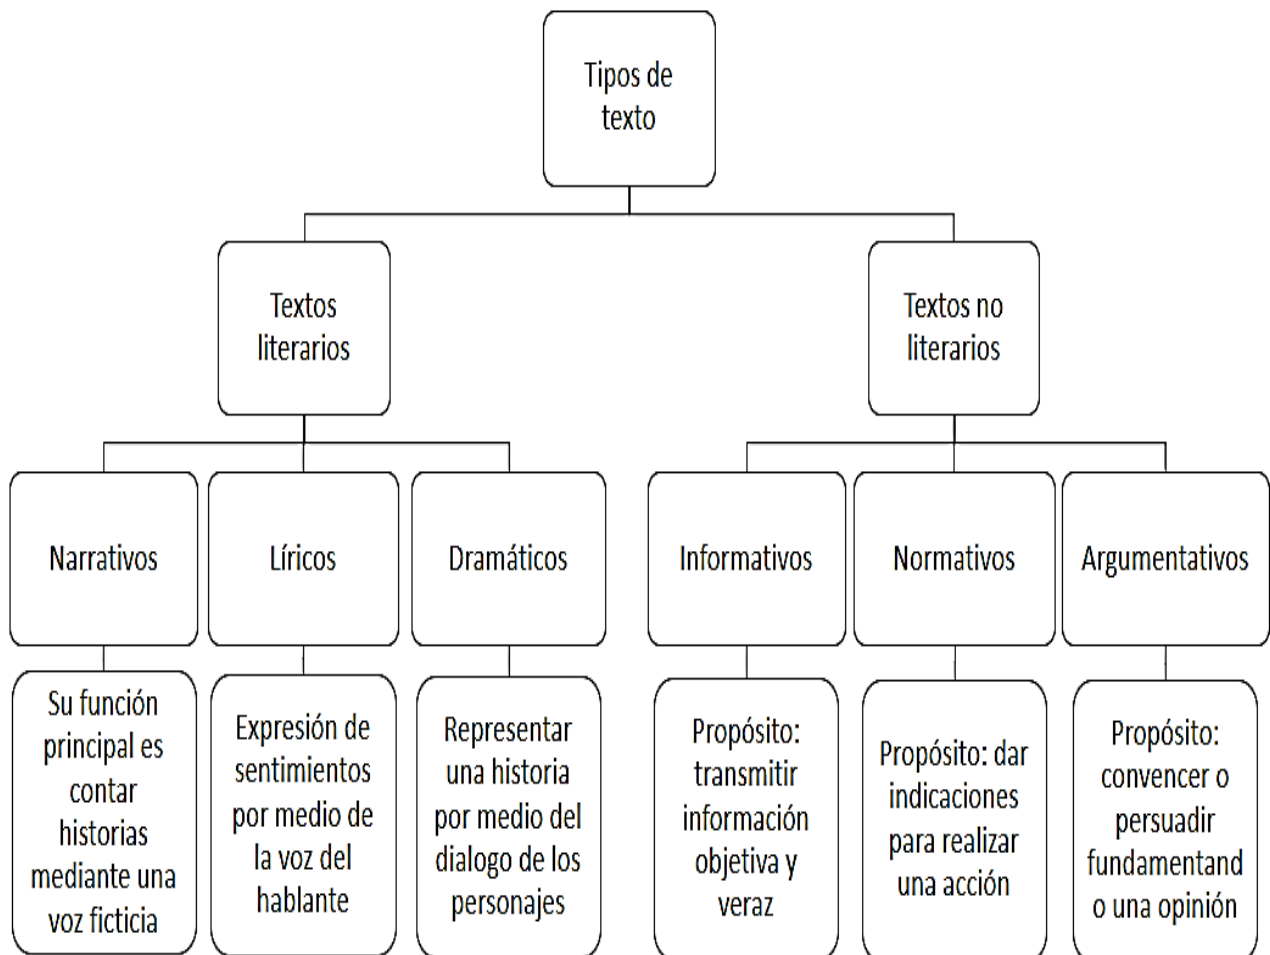 Tipos de
texto
Textos
literarios
Textos no
literarios
Narrativos
Líricos
Dramáticos
Informativos
Normativos
Argumentativos
Su función
principal es
contar
historias
mediante una
voz ficticia
Expresión de
sentimientos
por medio de
la voz del
hablante
Representar
una historia
por medio del
dialogo de los
personajes
Propósito:
transmitir
información
objetiva y
veraz
Propósito: dar
indicaciones
para realizar
una acción
Propósito:
convencer o
persuadir
fundamentand
o una opinión